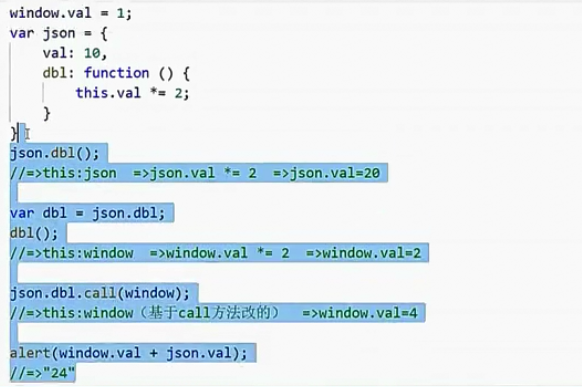 window.val = 1;
var json = {
    val: 10,
    dbl: function () {
        this.val *= 2;
    }
}
json.dbl();
//=>this:json  =>json.val *= 2  =>json.val=20
var dbl = json.dbl;
dbl();
//=>this:window  =>window.val *= 2  =>window.val=2
json.dbl.call(window);
//=>this:window（基于call方法改的）  =>window.val=4
alert(window.val + json.val);
//=>"24"